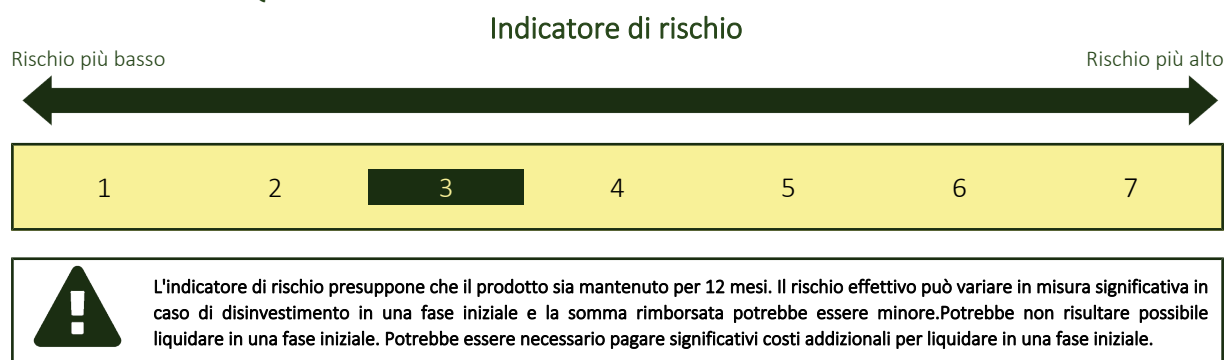 Indicatore di rischio
Rischio più basso
Rischio più alto
1 2 3 4 5 6 7
L'indicatore di rischio presuppone che il prodotto sia mantenuto per 12 mesi. Il rischio effettivo può variare in misura significativa in
caso di disinvestimento in una fase iniziale e la somma rimborsata potrebbe essere minore.Potrebbe non risultare possibile
liquidare in una fase iniziale. Potrebbe essere necessario pagare significativi costi addizionali per liquidare in una fase iniziale.